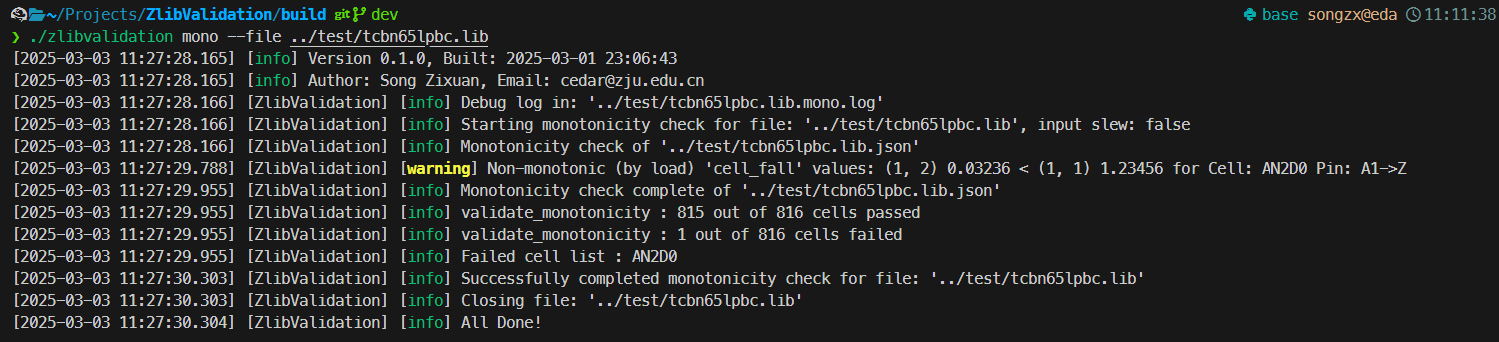 ~/Projects/ZlibValidation/build git dev base songzx@eda 11:11:38
❯ ./zlibvalidation mono --file ../test/tcbn65lpbc.lib
[2025-03-03 11:27:28.165] [info] Version 0.1.0, Built: 2025-03-01 23:06:43
[2025-03-03 11:27:28.165] [info] Author: Song Zixuan, Email: cedar@zju.edu.cn
[2025-03-03 11:27:28.166] [ZlibValidation] [info] Debug log in: '../test/tcbn65lpbc.lib.mono.log'
[2025-03-03 11:27:28.166] [ZlibValidation] [info] Starting monotonicity check for file: '../test/tcbn65lpbc.lib', input slew: false
[2025-03-03 11:27:28.166] [ZlibValidation] [info] Monotonicity check of '../test/tcbn65lpbc.lib.json'
[2025-03-03 11:27:29.788] [ZlibValidation] [warning] Non-monotonic (by load) 'cell_fall' values: (1, 2) 0.03236 < (1, 1) 1.23456 for Cell: AN2D0 Pin: A1->Z
[2025-03-03 11:27:29.955] [ZlibValidation] [info] Monotonicity check complete of '../test/tcbn65lpbc.lib.json'
[2025-03-03 11:27:29.955] [ZlibValidation] [info] validate_monotonicity : 815 out of 816 cells passed
[2025-03-03 11:27:29.955] [ZlibValidation] [info] validate_monotonicity : 1 out of 816 cells failed
[2025-03-03 11:27:29.955] [ZlibValidation] [info] Failed cell list : AN2D0
[2025-03-03 11:27:30.303] [ZlibValidation] [info] Successfully completed monotonicity check for file: '../test/tcbn65lpbc.lib'
[2025-03-03 11:27:30.303] [ZlibValidation] [info] Closing file: '../test/tcbn65lpbc.lib'
[2025-03-03 11:27:30.304] [ZlibValidation] [info] All Done!